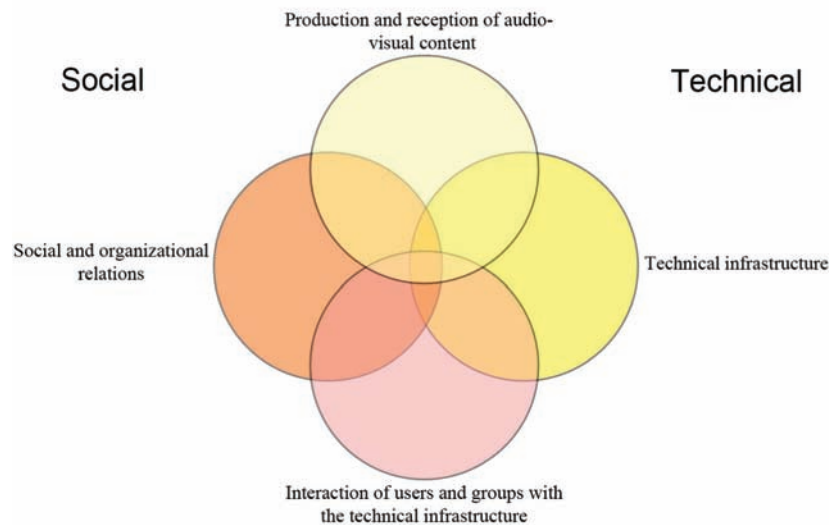 Production and reception of audio-
visual content
Social
Technical
Social and organizational
relations
Technical infrastructure
Interaction of users and groups with
the technical infrastructure